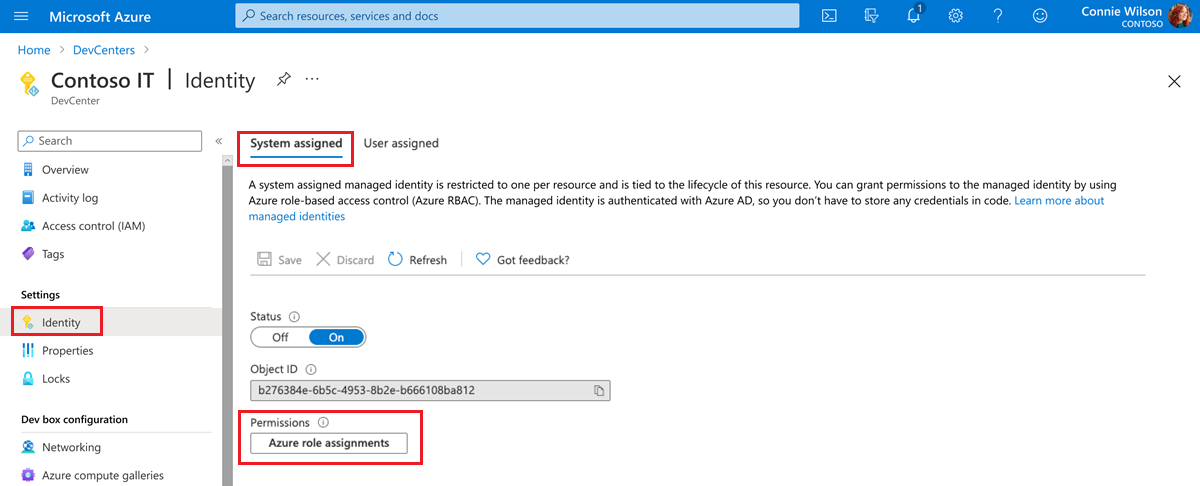 Microsoft Azure
Search resources, services and docs
1
Connie Wilson
CONTOSO
Home > DevCenters >
Contoso IT | Identity
DevCenter
Search
Overview
Activity log
Access control (IAM)
Tags
Settings
Identity
Properties
Locks
Dev box configuration
Networking
Azure compute galleries
System assigned
User assigned
A system assigned managed identity is restricted to one per resource and is tied to the lifecycle of this resource. You can grant permissions to the managed identity by using
Azure role-based access control (Azure RBAC). The managed identity is authenticated with Azure AD, so you don't have to store any credentials in code. Learn more about
managed identities
Save
Discard
Refresh
Got feedback?
Status
Off
On
Object ID
b276384e-6b5c-4953-8b2e-b666108ba812
Permissions
Azure role assignments